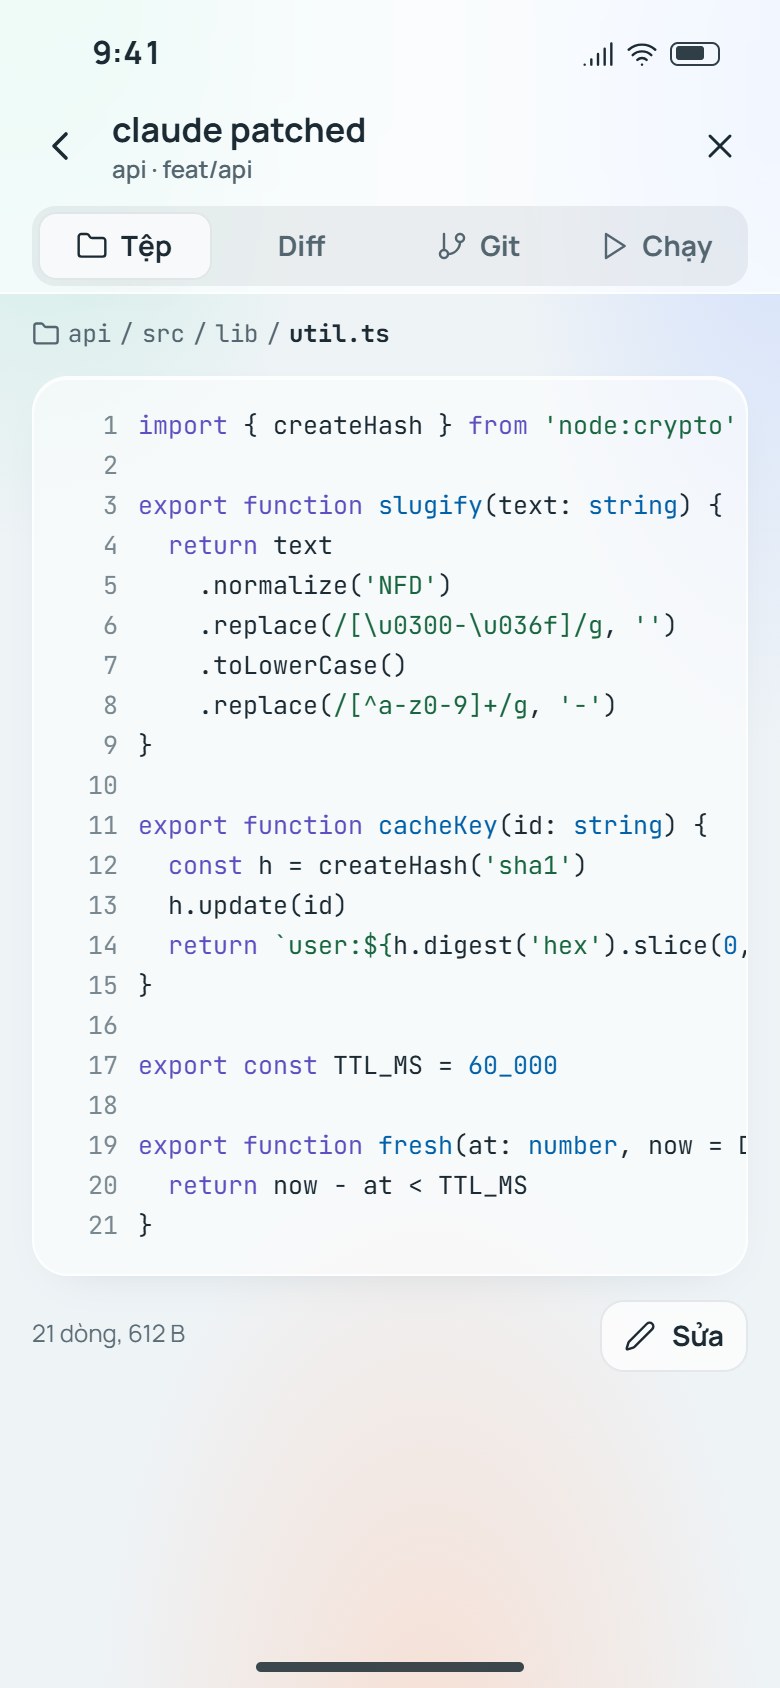 9:41
claude patched
api · feat/api
Tệp Diff Git Chạy
api / src / lib / util.ts
1 import { createHash } from 'node:crypto'
2
3 export function slugify(text: string) {
4   return text
5     .normalize('NFD')
6     .replace(/[\u0300-\u036f]/g, '')
7     .toLowerCase()
8     .replace(/[^a-z0-9]+/g, '-')
9 }
10
11 export function cacheKey(id: string) {
12   const h = createHash('sha1')
13   h.update(id)
14   return `user:${h.digest('hex').slice(0,
15 }
16
17 export const TTL_MS = 60_000
18
19 export function fresh(at: number, now =
20   return now - at < TTL_MS
21 }
21 dòng, 612 B
Sửa